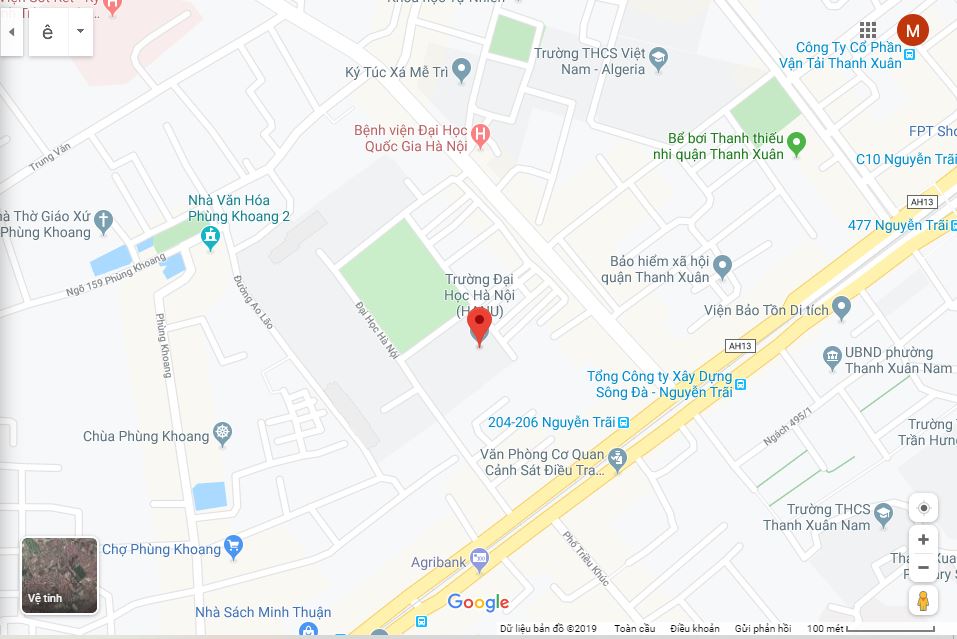 ê
M
Trường THCS Việt
Nam - Algeria
Công Ty Cổ Phần
Vận Tải Thanh Xuân
Ký Túc Xá Mễ Trì
Bệnh viện Đại Học
Quốc Gia Hà Nội
H
H
Bể bơi Thanh thiếu
nhi quận Thanh Xuân
FPT Sho
C10 Nguyễn Trãi
Trung Văn
AH13
477 Nguyễn Trãi
Nhà Văn Hóa
Phùng Khoang 2
à Thờ Giáo Xứ
Phùng Khoang
Ngõ 159 Phùng Khoang
Đường Ao Lão
Bảo hiểm xã hội
quận Thanh Xuân
Trường Đại
Học Hà Nội
Viện Bảo Tồn Di tích
Đại Học Hà Nội
Phùng Khoang
AH13
UBND phường
Thanh Xuân Nam
Tổng Công ty Xây Dựng
Sông Đà - Nguyễn Trãi
204-206 Nguyễn Trãi
Ngách 495/1
Trường
Trần Hưn
Chùa Phùng Khoang
Văn Phòng Cơ Quan
Cảnh Sát Điều Tra...
Trường THCS
Thanh Xuân Nam
Chợ Phùng Khoang
Agribank
Phố Triều Khúc
Vệ tinh
Google
Nhà Sách Minh Thuận
Dữ liệu bản đồ ©2019 Toàn cầu Điều khoản Gửi phản hồi 100 mét